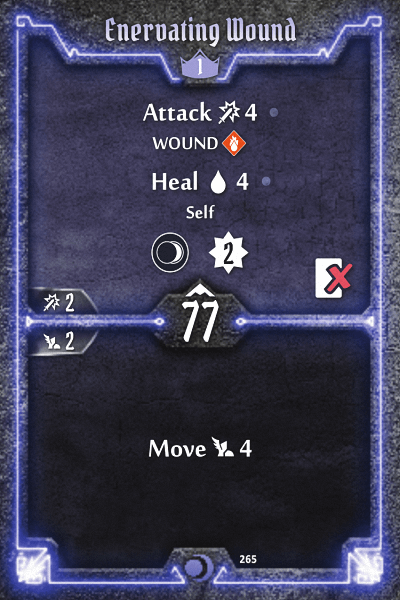 Enervating Wound
1
Attack 4
WOUND
Heal 4
Self
2
2
77
2
Move 4
265